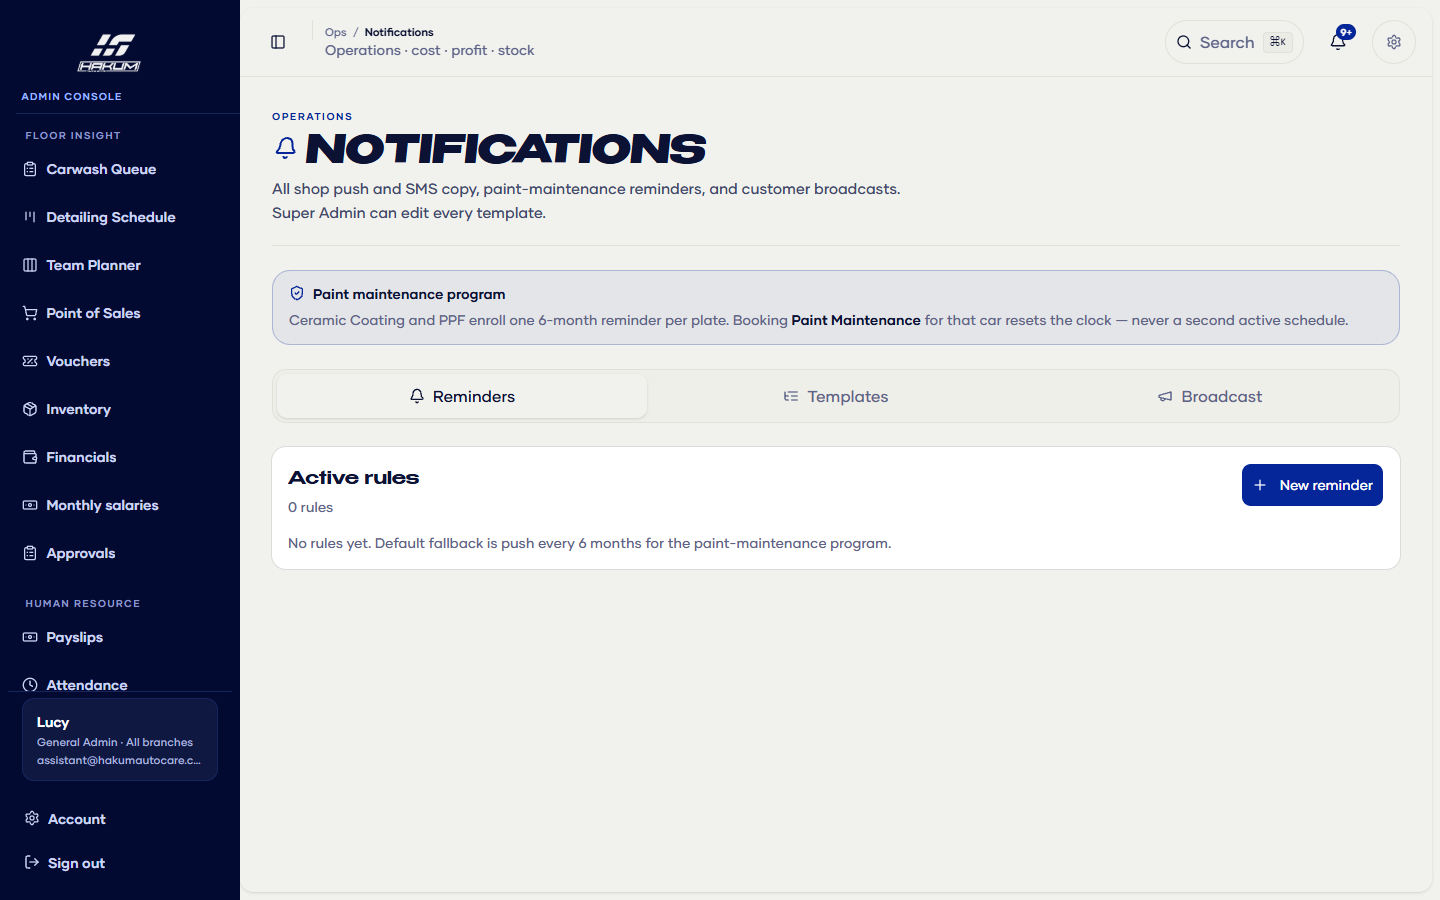 HAKUM
ADMIN CONSOLE
FLOOR INSIGHT
Carwash Queue
Detailing Schedule
Team Planner
Point of Sales
Vouchers
Inventory
Financials
Monthly salaries
Approvals
HUMAN RESOURCE
Payslips
Attendance
Lucy
General Admin · All branches
assistant@hakumautocare.c...
Account
Sign out
Ops / Notifications
Operations · cost · profit · stock
Search ⌘K
9+
OPERATIONS
NOTIFICATIONS
All shop push and SMS copy, paint-maintenance reminders, and customer broadcasts.
Super Admin can edit every template.
Paint maintenance program
Ceramic Coating and PPF enroll one 6-month reminder per plate. Booking Paint Maintenance for that car resets the clock — never a second active schedule.
Reminders
Templates
Broadcast
Active rules
0 rules
New reminder
No rules yet. Default fallback is push every 6 months for the paint-maintenance program.